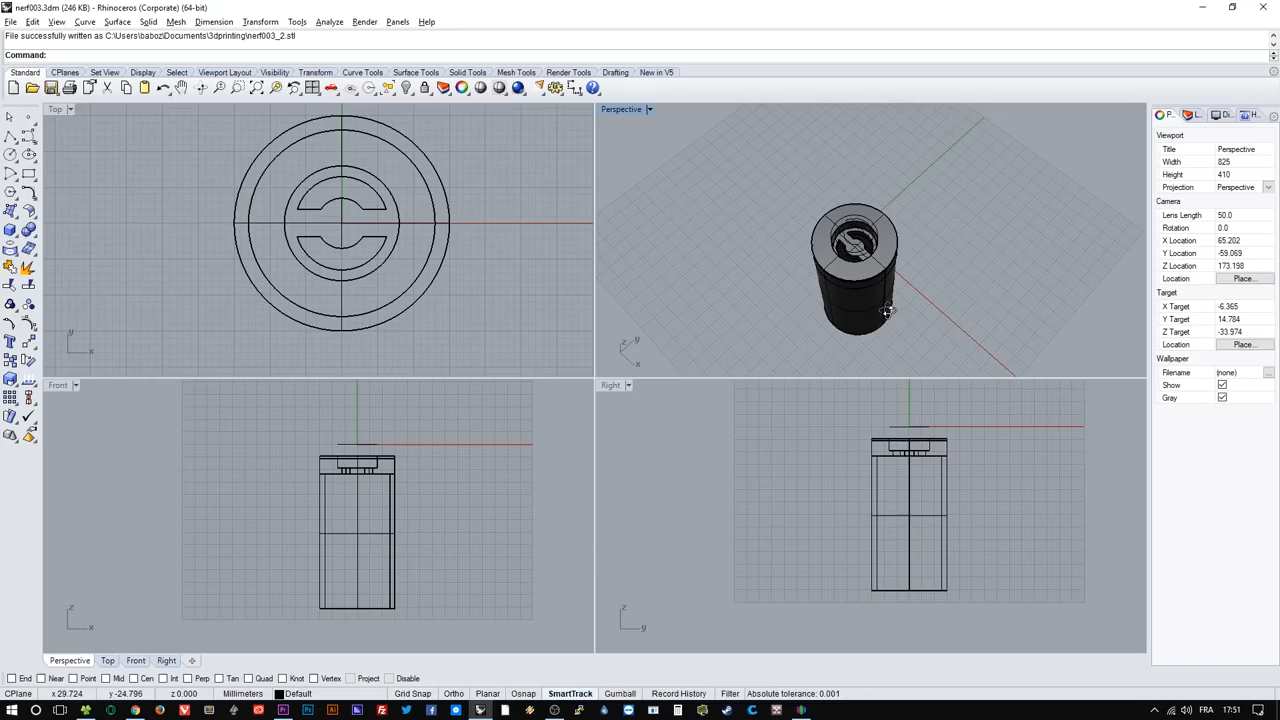 nerf003.3dm (246 KB) - Rhinoceros (Corporate) (64-bit)
File Edit View Curve Surface Solid Mesh Dimension Transform Tools Analyze Render Panels Help
File successfully written as C:\Users\baboz\Documents\3dprinting\nerf003_2.stl
Command:
Standard CPlanes Set View Display Select Viewport Layout Visibility Transform Curve Tools Surface Tools Solid Tools Mesh Tools Render Tools Drafting New in V5
Top
y
x
Perspective
z y
x
Front
z
x
Right
z
y
P... L... Di... H...
Viewport
Title Perspective
Width 825
Height 410
Projection Perspective
Camera
Lens Length 50.0
Rotation 0.0
X Location 65.202
Y Location -59.069
Z Location 173.198
Location Place...
Target
X Target -6.365
Y Target 14.784
Z Target -33.974
Location Place...
Wallpaper
Filename (none) ...
Show
Gray
Perspective Top Front Right
End Near Point Mid Cen Int Perp Tan Quad Knot Vertex Project Disable
CPlane x 29.724 y -24.796 z 0.000 Millimeters Default Grid Snap Ortho Planar Osnap SmartTrack Gumball Record History Filter Absolute tolerance: 0.001
FRA 17:51